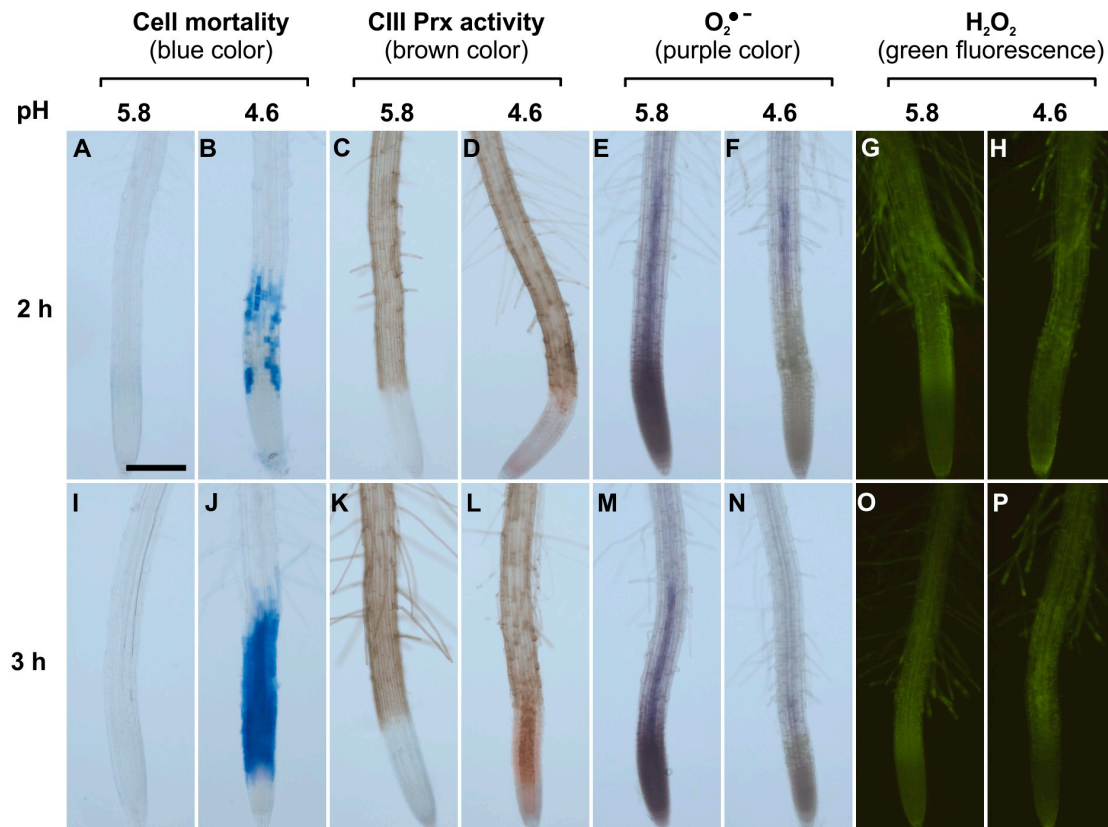 Cell mortality CIII Prx activity O₂•⁻ H₂O₂
(blue color) (brown color) (purple color) (green fluorescence)
pH 5.8 4.6 5.8 4.6 5.8 4.6 5.8 4.6
A B C D E F G H
2 h
I J K L M N O P
3 h